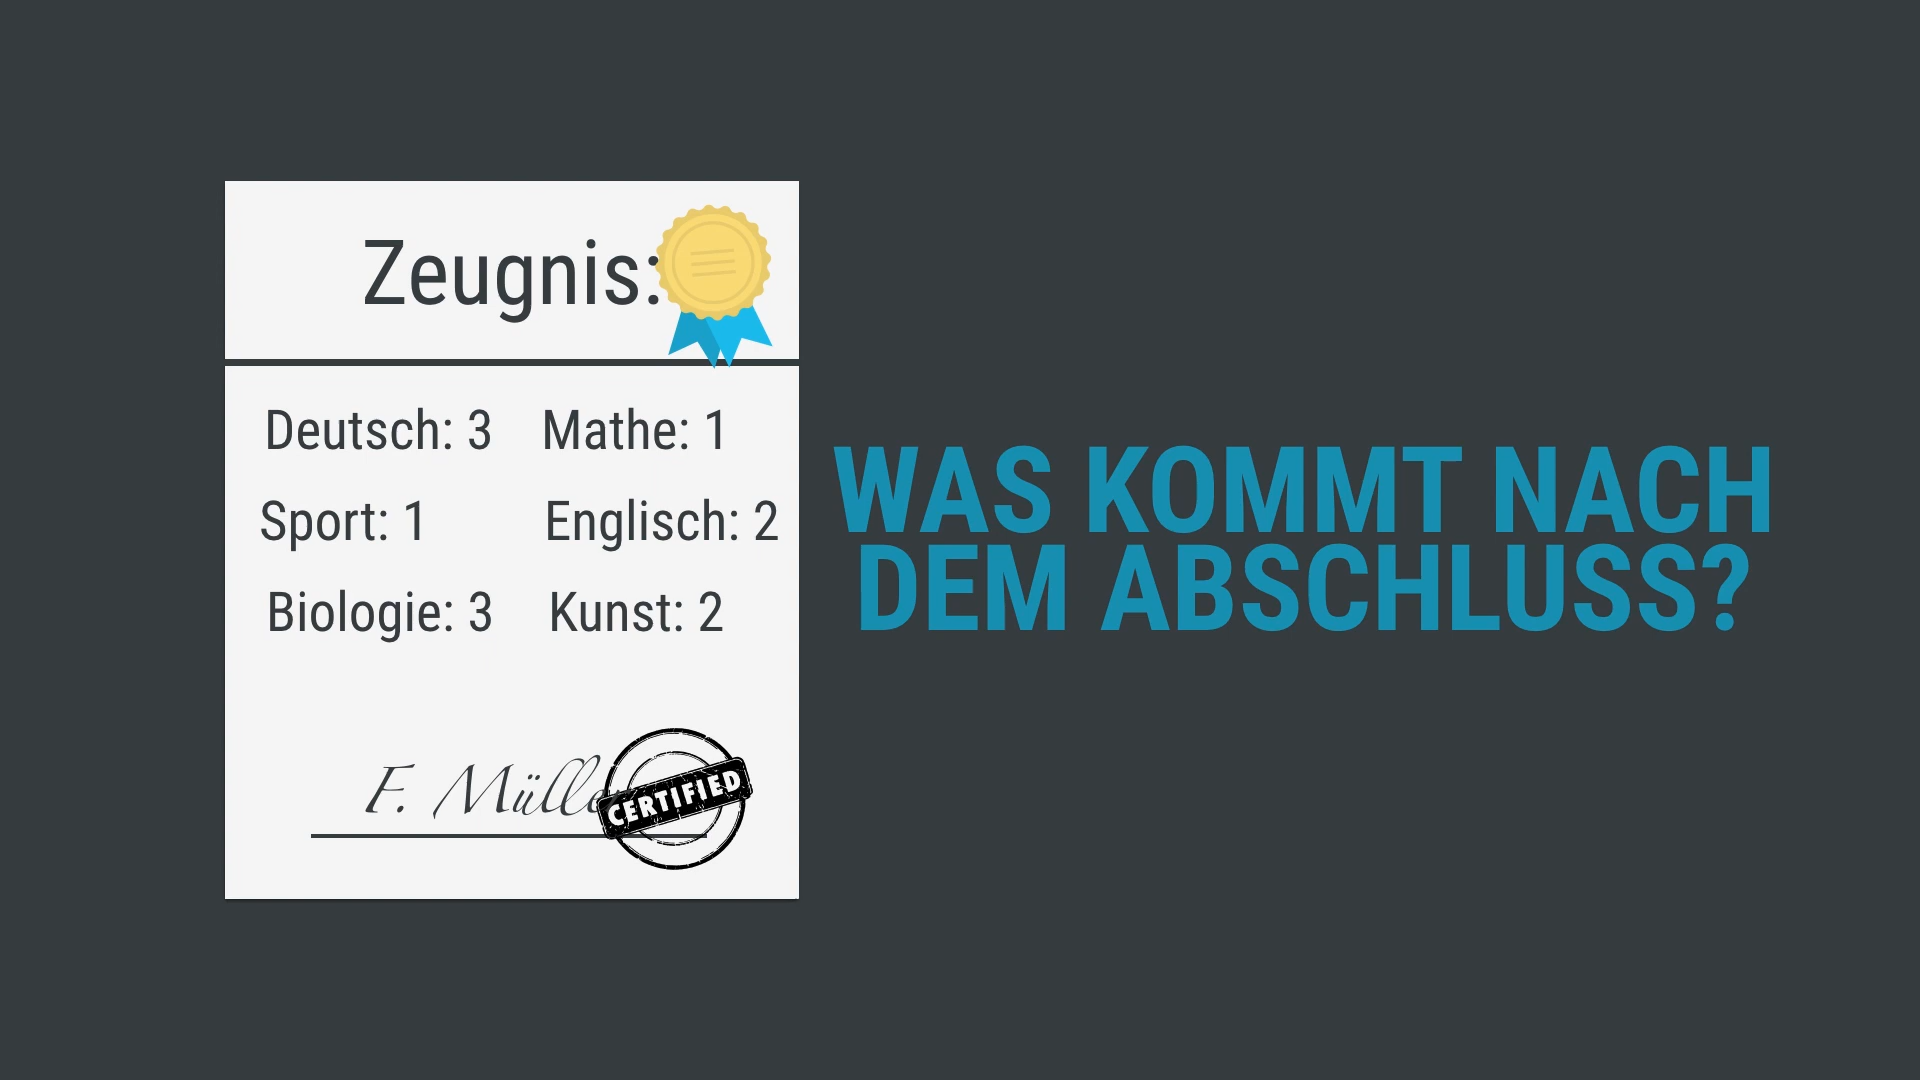 Zeugnis:
Deutsch: 3 Mathe: 1
Sport: 1 Englisch: 2
Biologie: 3 Kunst: 2
F. Müller
CERTIFIED
WAS KOMMT NACH
DEM ABSCHLUSS?